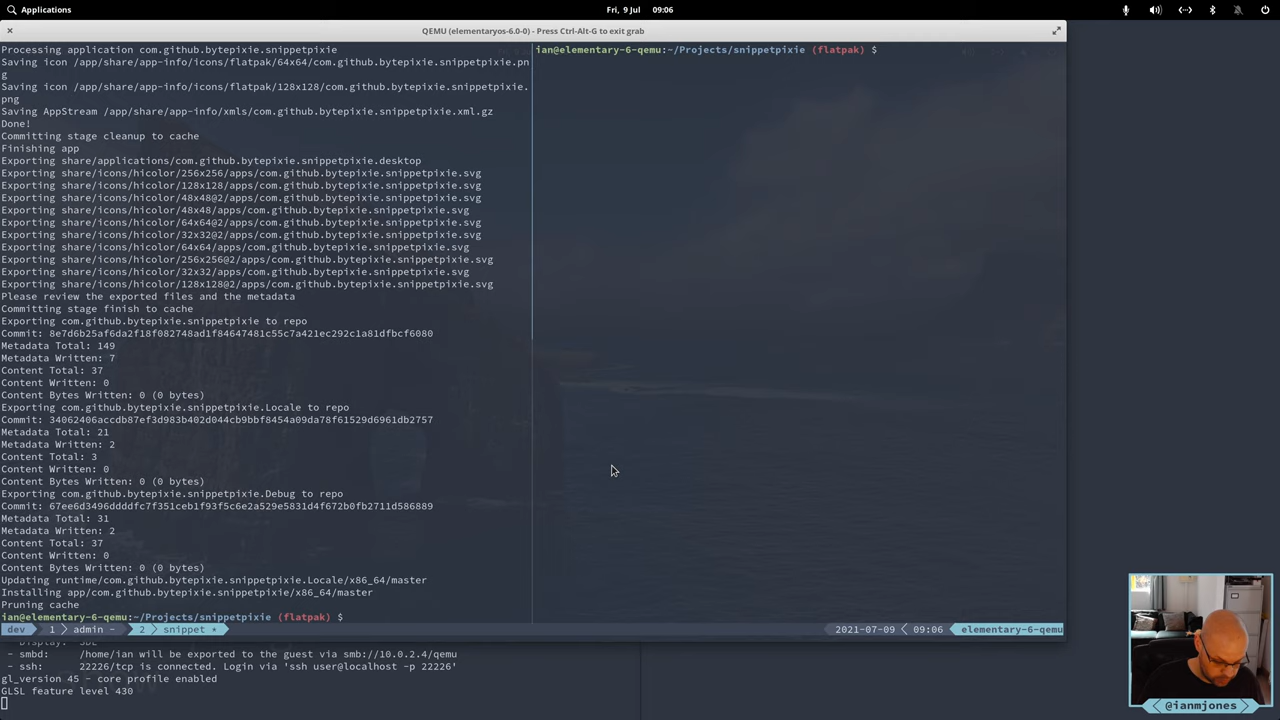 Applications
Fri, 9 Jul 09:06
QEMU (elementaryos-6.0-0) - Press Ctrl-Alt-G to exit grab
Processing application com.github.bytepixie.snippetpixie
Saving icon /app/share/app-info/icons/flatpak/64x64/com.github.bytepixie.snippetpixie.pn
g
Saving icon /app/share/app-info/icons/flatpak/128x128/com.github.bytepixie.snippetpixie.
png
Saving AppStream /app/share/app-info/xmls/com.github.bytepixie.snippetpixie.xml.gz
Done!
Committing stage cleanup to cache
Finishing app
Exporting share/applications/com.github.bytepixie.snippetpixie.desktop
Exporting share/icons/hicolor/256x256/apps/com.github.bytepixie.snippetpixie.svg
Exporting share/icons/hicolor/128x128/apps/com.github.bytepixie.snippetpixie.svg
Exporting share/icons/hicolor/48x48@2/apps/com.github.bytepixie.snippetpixie.svg
Exporting share/icons/hicolor/48x48/apps/com.github.bytepixie.snippetpixie.svg
Exporting share/icons/hicolor/64x64@2/apps/com.github.bytepixie.snippetpixie.svg
Exporting share/icons/hicolor/32x32@2/apps/com.github.bytepixie.snippetpixie.svg
Exporting share/icons/hicolor/64x64/apps/com.github.bytepixie.snippetpixie.svg
Exporting share/icons/hicolor/256x256@2/apps/com.github.bytepixie.snippetpixie.svg
Exporting share/icons/hicolor/32x32/apps/com.github.bytepixie.snippetpixie.svg
Exporting share/icons/hicolor/128x128@2/apps/com.github.bytepixie.snippetpixie.svg
Please review the exported files and the metadata
Committing stage finish to cache
Exporting com.github.bytepixie.snippetpixie to repo
Commit: 8e7d6b25af6da2f18f082748ad1f84647481c55c7a421ec292c1a81dfbcf6080
Metadata Total: 149
Metadata Written: 7
Content Total: 37
Content Written: 0
Content Bytes Written: 0 (0 bytes)
Exporting com.github.bytepixie.snippetpixie.Locale to repo
Commit: 34062406accdb87ef3d983b402d044cb9bbf8454a09da78f61529d6961db2757
Metadata Total: 21
Metadata Written: 2
Content Total: 3
Content Written: 0
Content Bytes Written: 0 (0 bytes)
Exporting com.github.bytepixie.snippetpixie.Debug to repo
Commit: 67ee6d3496ddddfc7f351ceb1f93f5c6e2a529e5831d4f672b0fb2711d586889
Metadata Total: 31
Metadata Written: 2
Content Total: 37
Content Written: 0
Content Bytes Written: 0 (0 bytes)
Updating runtime/com.github.bytepixie.snippetpixie.Locale/x86_64/master
Installing app/com.github.bytepixie.snippetpixie/x86_64/master
Pruning cache
ian@elementary-6-qemu:~/Projects/snippetpixie (flatpak) $
ian@elementary-6-qemu:~/Projects/snippetpixie (flatpak) $
dev 1 admin - 2 snippet *
2021-07-09 09:06 elementary-6-qemu
- Display: SDL
- smbd: /home/ian will be exported to the guest via smb://10.0.2.4/qemu
- ssh: 22226/tcp is connected. Login via 'ssh user@localhost -p 22226'
gl_version 45 - core profile enabled
GLSL feature level 430
@ianmjones